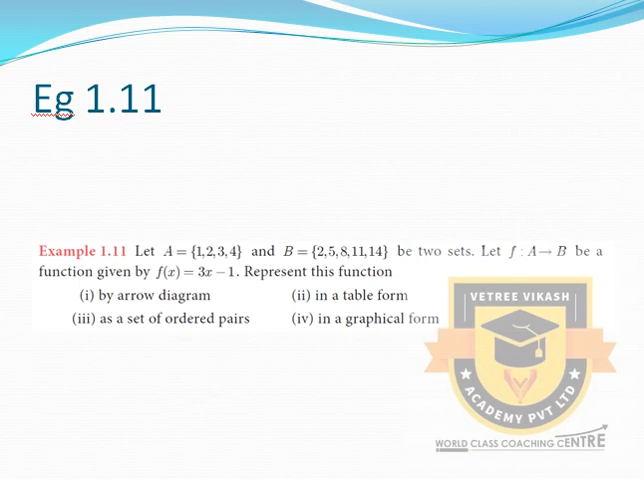 Eg 1.11
Example 1.11 Let A = {1,2,3,4} and B = {2,5,8,11,14} be two sets. Let f : A → B be a
function given by f(x) = 3x − 1. Represent this function
(i) by arrow diagram (ii) in a table form
(iii) as a set of ordered pairs (iv) in a graphical form
VETREE VIKASH
ACADEMY PVT LTD
WORLD CLASS COACHING CENTRE